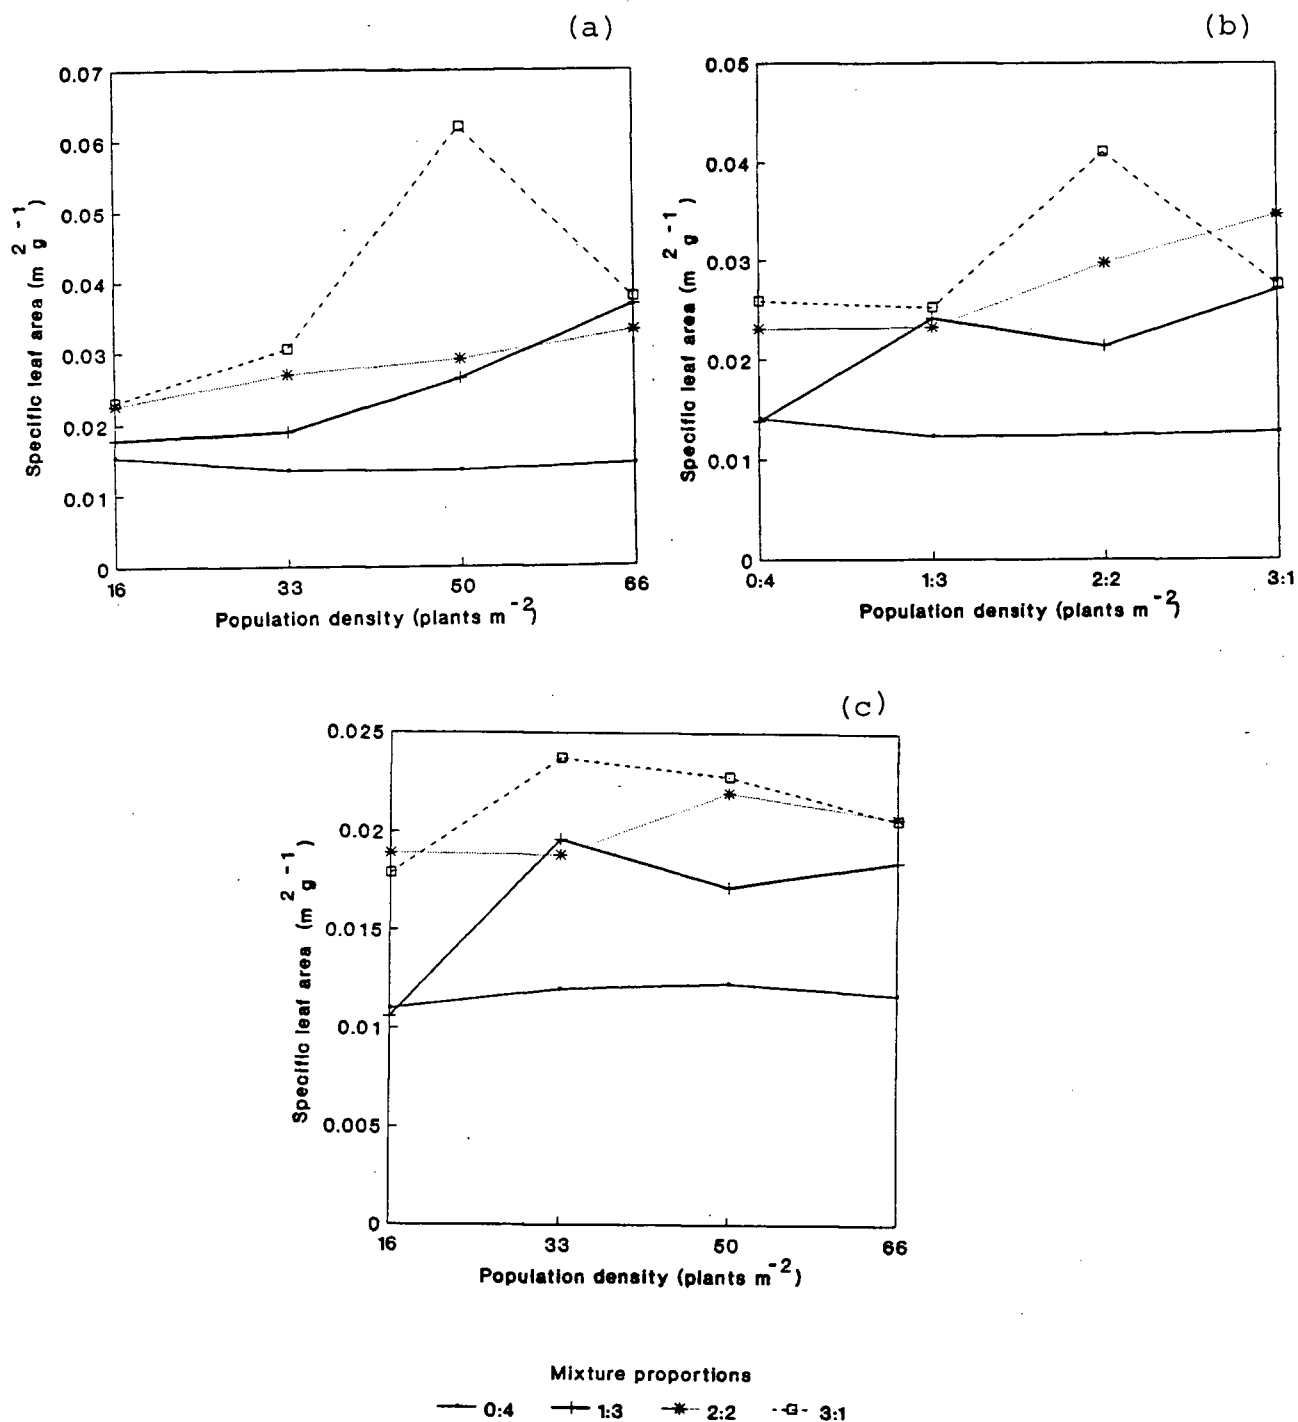 (a)
0.07
0.06
0.05
0.04
0.03
0.02
0.01
0
Specific leaf area (m² g⁻¹)
16 33 50 66
Population density (plants m⁻²)
(b)
0.05
0.04
0.03
0.02
0.01
0
Specific leaf area (m² g⁻¹)
0:4 1:3 2:2 3:1
Population density (plants m⁻²)
(c)
0.025
0.02
0.015
0.01
0.005
0
Specific leaf area (m² g⁻¹)
16 33 50 66
Population density (plants m⁻²)
Mixture proportions
0:4 1:3 2:2 3:1